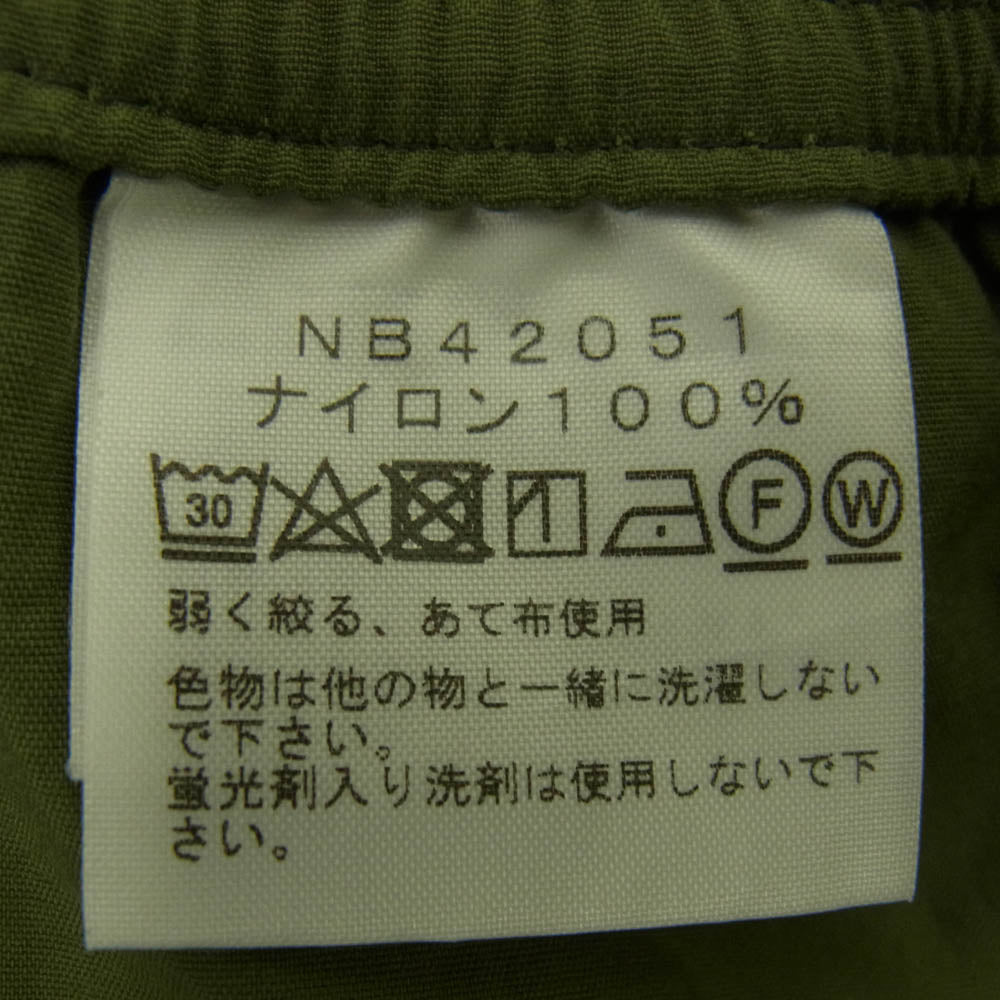 NB42051
ナイロン100%
30 F W
弱く絞る、あて布使用
色物は他の物と一緒に洗濯しない
で下さい。
蛍光剤入り洗剤は使用しないで下
さい。